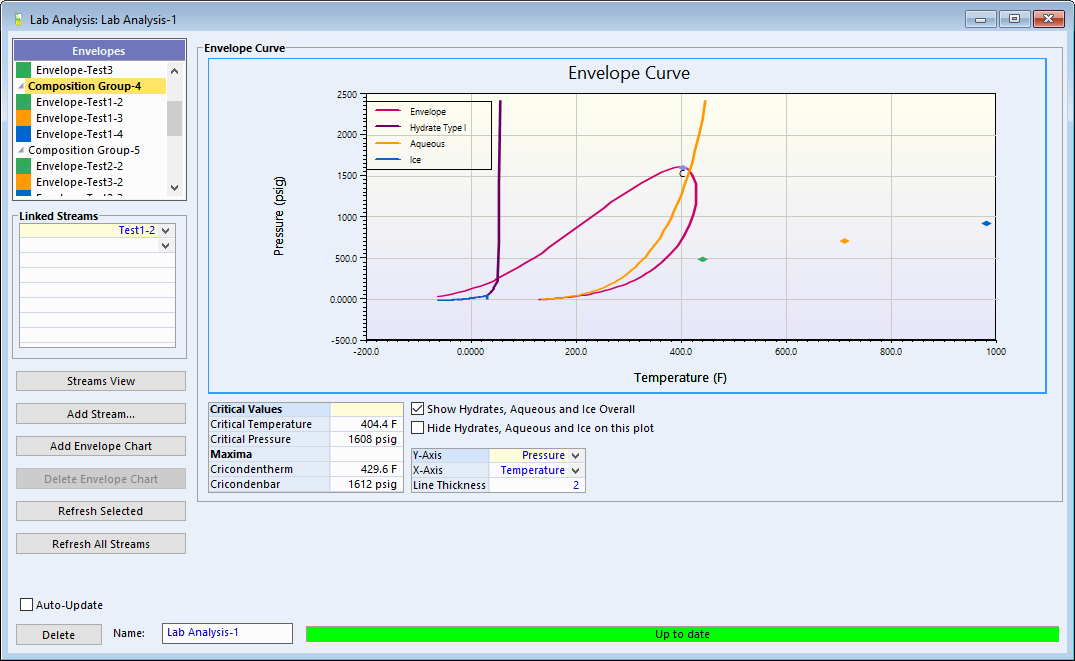 Lab Analysis: Lab Analysis-1
Envelopes
Envelope-Test3
Composition Group-4
Envelope-Test1-2
Envelope-Test1-3
Envelope-Test1-4
Composition Group-5
Envelope-Test2-2
Envelope-Test3-2
Linked Streams
Test1-2
Streams View
Add Stream...
Add Envelope Chart
Delete Envelope Chart
Refresh Selected
Refresh All Streams
Auto-Update
Delete
Name:
Lab Analysis-1
Up to date
Envelope Curve
Envelope Curve
Envelope
Hydrate Type I
Aqueous
Ice
C
Pressure (psig)
2500
2000
1500
1000
500.0
0.0000
-500.0
-200.0 0.0000 200.0 400.0 600.0 800.0 1000
Temperature (F)
Critical Values
Critical Temperature 404.4 F
Critical Pressure 1608 psig
Maxima
Cricondentherm 429.6 F
Cricondenbar 1612 psig
Show Hydrates, Aqueous and Ice Overall
Hide Hydrates, Aqueous and Ice on this plot
Y-Axis Pressure
X-Axis Temperature
Line Thickness 2